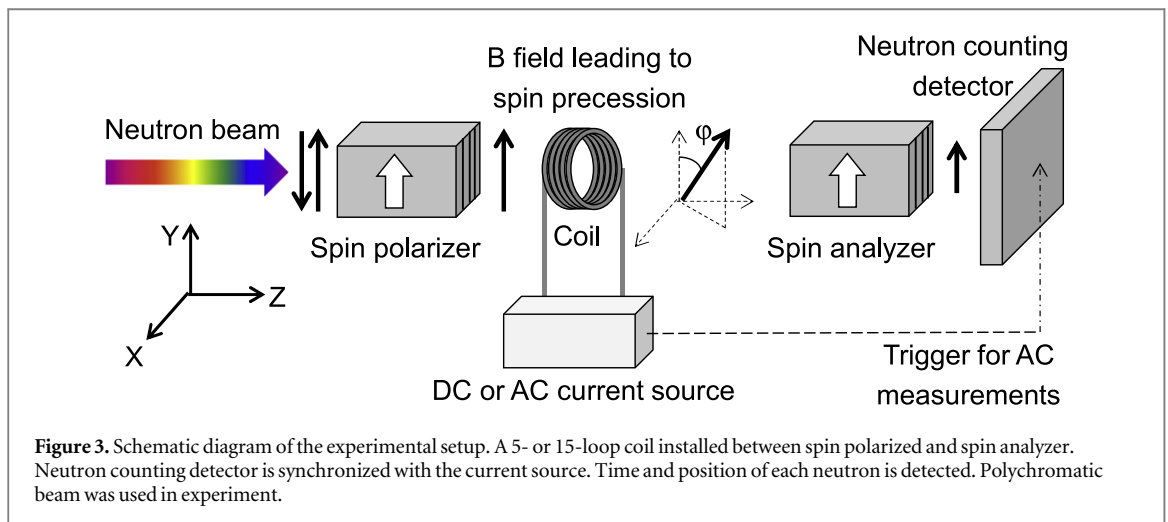 Neutron beam
Spin polarizer
B field leading to
spin precession
Coil
φ
Spin analyzer
Neutron counting
detector
Y
Z
X
DC or AC current source
Trigger for AC
measurements
Figure 3. Schematic diagram of the experimental setup. A 5- or 15-loop coil installed between spin polarized and spin analyzer.
Neutron counting detector is synchronized with the current source. Time and position of each neutron is detected. Polychromatic
beam was used in experiment.